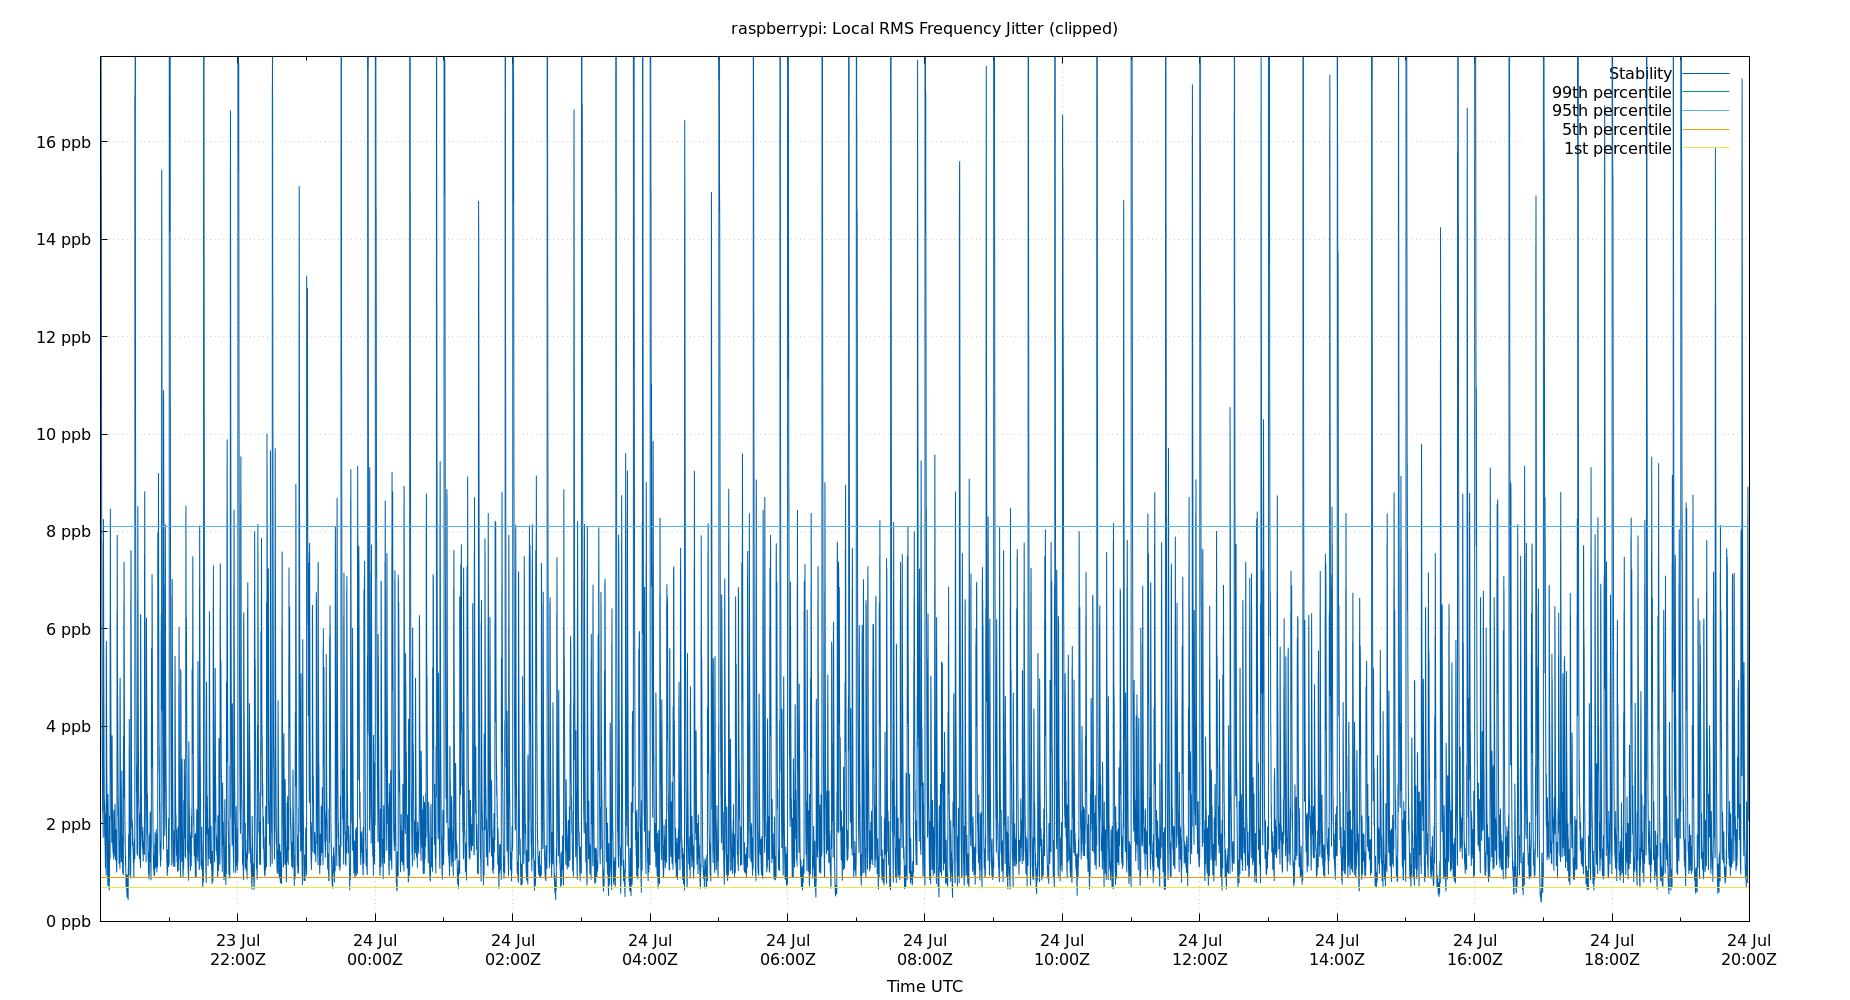 raspberrypi: Local RMS Frequency Jitter (clipped)
Stability
99th percentile
95th percentile
5th percentile
1st percentile
16 ppb
14 ppb
12 ppb
10 ppb
8 ppb
6 ppb
4 ppb
2 ppb
0 ppb
23 Jul 24 Jul 24 Jul 24 Jul 24 Jul 24 Jul 24 Jul 24 Jul 24 Jul 24 Jul 24 Jul 24 Jul
22:00Z 00:00Z 02:00Z 04:00Z 06:00Z 08:00Z 10:00Z 12:00Z 14:00Z 16:00Z 18:00Z 20:00Z
Time UTC